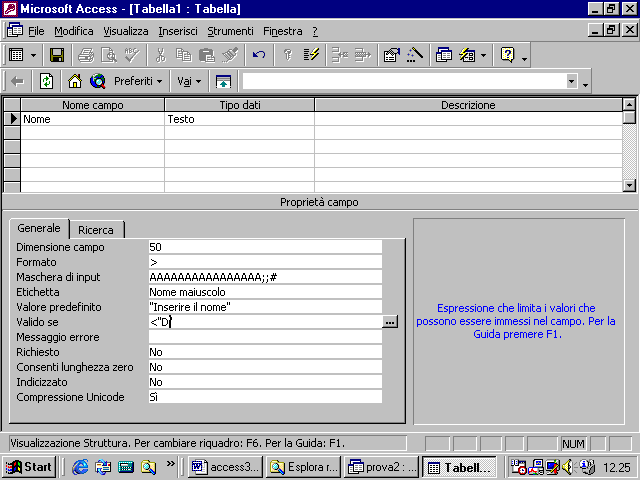 Microsoft Access - [Tabella1 : Tabella]
File Modifica Visualizza Inserisci Strumenti Finestra ?
Preferiti Vai
Nome campo Tipo dati Descrizione
Nome Testo
Proprietà campo
Generale Ricerca
Dimensione campo 50
Formato >
Maschera di input AAAAAAAAAAAAAAAA;;#
Etichetta Nome maiuscolo
Valore predefinito "Inserire il nome"
Valido se <"D" ...
Messaggio errore
Richiesto No
Consenti lunghezza zero No
Indicizzato No
Compressione Unicode Sì
Espressione che limita i valori che
possono essere immessi nel campo. Per la
Guida premere F1.
Visualizzazione Struttura. Per cambiare riquadro: F6. Per la Guida: F1. NUM
Start » access3... Esplora r... prova2 : ... Tabell... 12.25